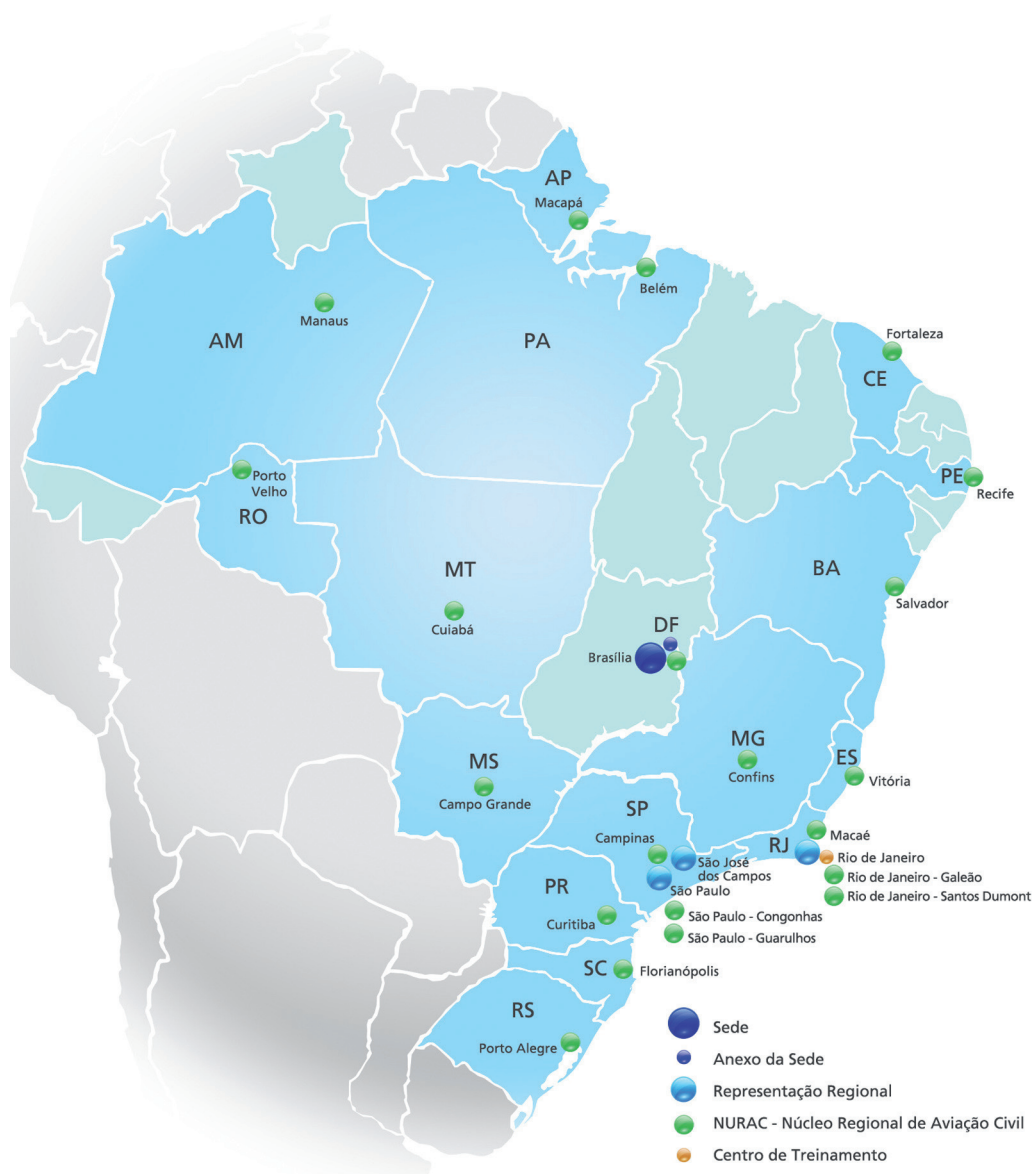 AP
Macapá
Belém
Manaus
AM
PA
Fortaleza
CE
Porto
Velho
RO
PE
Recife
MT
Cuiabá
BA
Salvador
DF
Brasília
MG
Confins
ES
Vitória
MS
Campo Grande
SP
Campinas
São José
dos Campos
São Paulo
RJ
Macaé
Rio de Janeiro
Rio de Janeiro - Galeão
Rio de Janeiro - Santos Dumont
PR
Curitiba
São Paulo - Congonhas
São Paulo - Guarulhos
SC
Florianópolis
RS
Porto Alegre
Sede
Anexo da Sede
Representação Regional
NURAC - Núcleo Regional de Aviação Civil
Centro de Treinamento